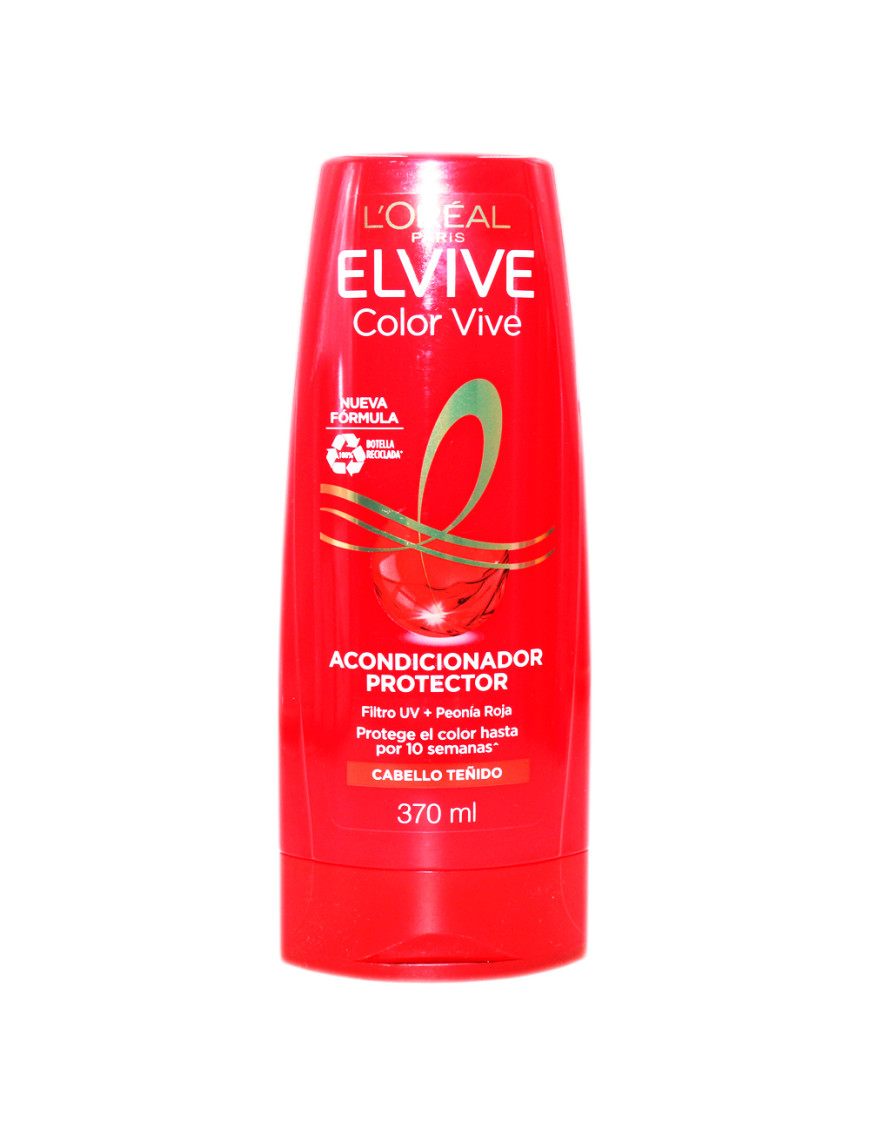 L'ORÉAL
PARIS
ELVIVE
Color Vive
NUEVA
FÓRMULA
100%
BOTELLA
RECICLADA*
ACONDICIONADOR
PROTECTOR
Filtro UV + Peonía Roja
Protege el color hasta
por 10 semanas^
CABELLO TEÑIDO
370 ml